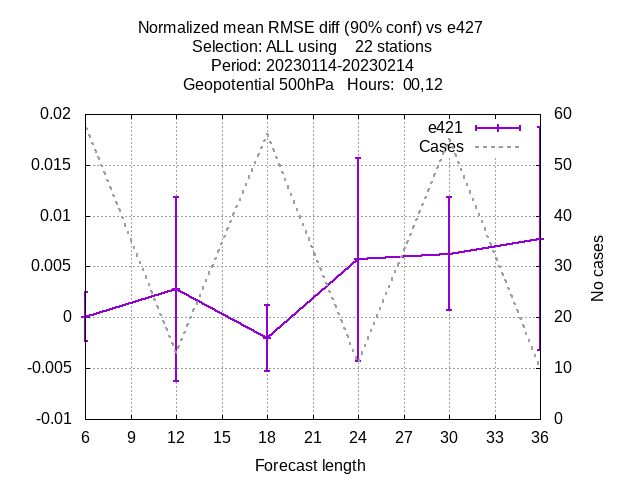 Normalized mean RMSE diff (90% conf) vs e427
Selection: ALL using    22 stations
Period: 20230114-20230214
Geopotential 500hPa   Hours:  00,12
0.02
0.015
0.01
0.005
0
-0.005
-0.01
60
50
40
30
20
10
0
No cases
e421
Cases
6 9 12 15 18 21 24 27 30 33 36
Forecast length